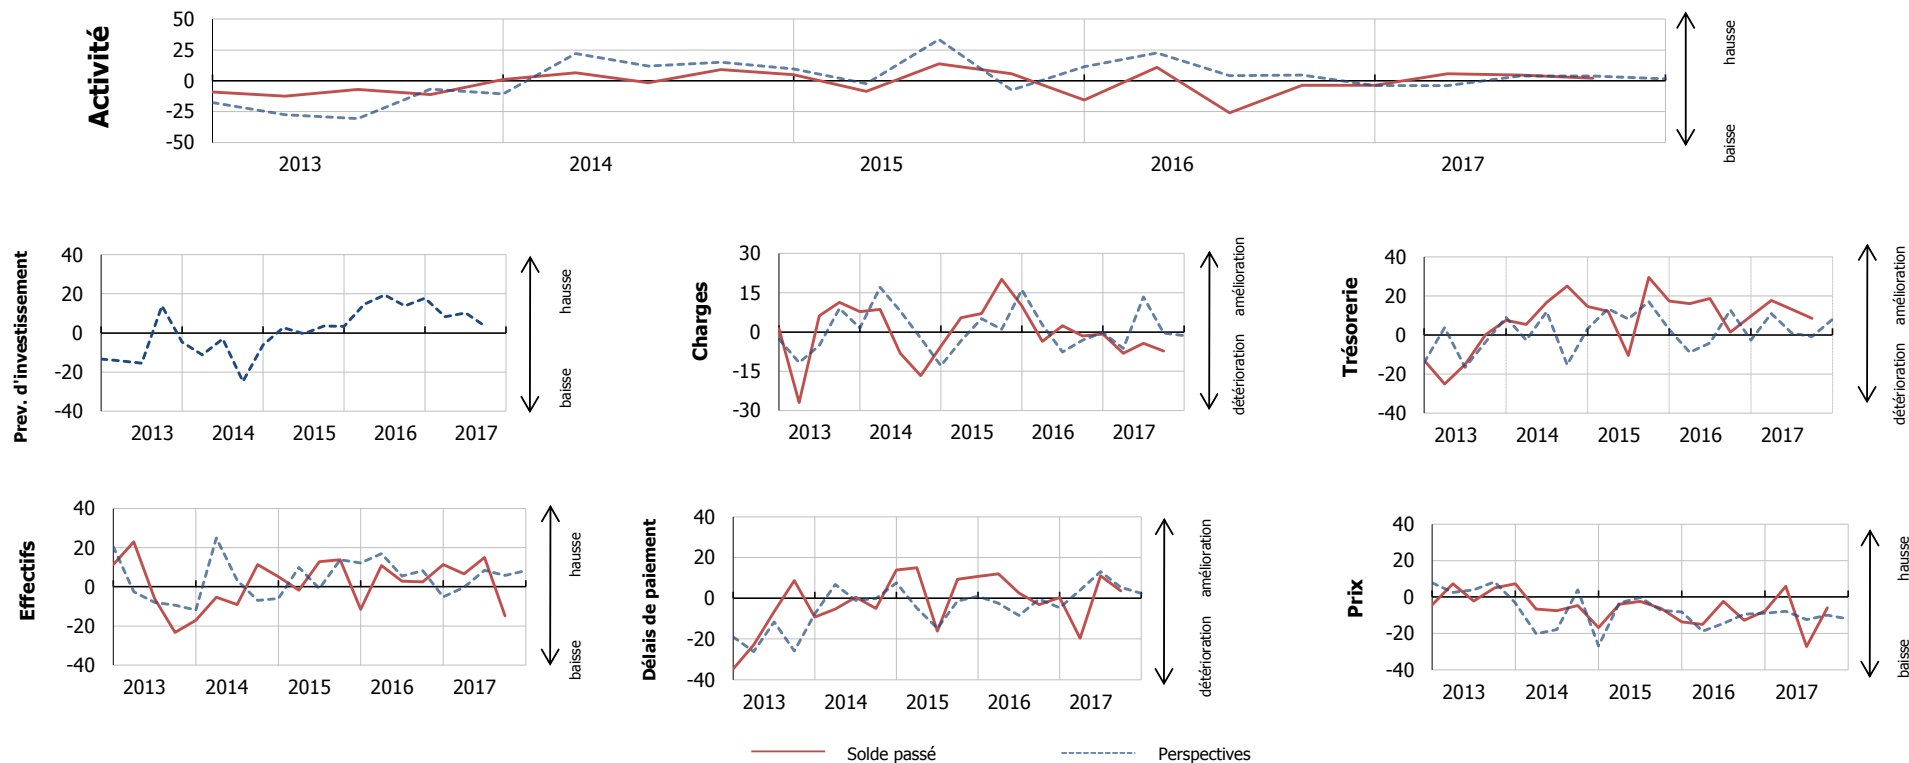 Activité
50
25
0
-25
-50
2013 2014 2015 2016 2017
hausse
baisse
Prev. d'investissement
40
20
0
-20
-40
2013 2014 2015 2016 2017
hausse
baisse
Charges
30
15
0
-15
-30
2013 2014 2015 2016 2017
amélioration
détérioration
Trésorerie
40
20
0
-20
-40
2013 2014 2015 2016 2017
amélioration
détérioration
Effectifs
40
20
0
-20
-40
2013 2014 2015 2016 2017
hausse
baisse
Délais de paiement
40
20
0
-20
-40
2013 2014 2015 2016 2017
amélioration
détérioration
Prix
40
20
0
-20
-40
2013 2014 2015 2016 2017
hausse
baisse
Solde passé Perspectives